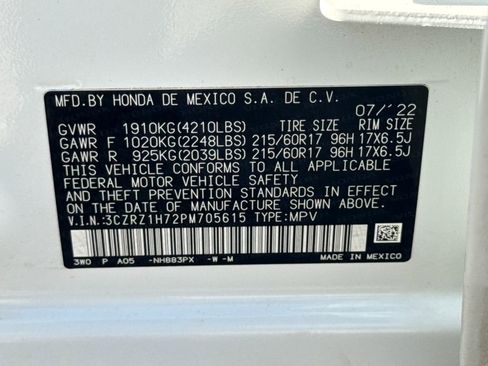 MFD.BY HONDA DE MEXICO S.A. DE C.V.
07/´22
GVWR 1910KG(4210LBS) TIRE SIZE RIM SIZE
GAWR F 1020KG(2248LBS) 215/60R17 96H 17X6.5J
GAWR R 925KG(2039LBS) 215/60R17 96H 17X6.5J
THIS VEHICLE CONFORMS TO ALL APPLICABLE
FEDERAL MOTOR VEHICLE SAFETY
AND THEFT PREVENTION STANDARDS IN EFFECT
ON THE DATE OF MANUFACTURE SHOWN ABOVE.
V.I.N:3CZRZ1H72PM705615 TYPE:MPV
3W0 P A05 -NH883PX -W -M
MADE IN MEXICO